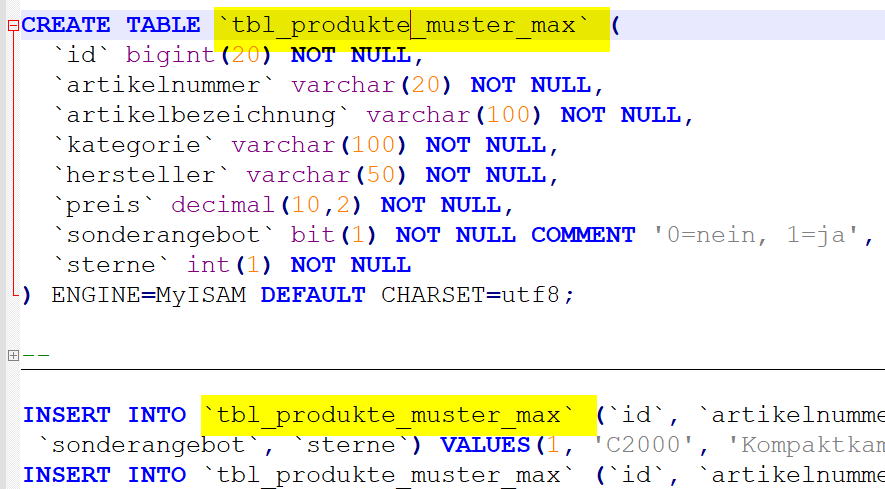 CREATE TABLE `tbl_produkte_muster_max` (
`id` bigint(20) NOT NULL,
`artikelnummer` varchar(20) NOT NULL,
`artikelbezeichnung` varchar(100) NOT NULL,
`kategorie` varchar(100) NOT NULL,
`hersteller` varchar(50) NOT NULL,
`preis` decimal(10,2) NOT NULL,
`sonderangebot` bit(1) NOT NULL COMMENT '0=nein, 1=ja',
`sterne` int(1) NOT NULL
) ENGINE=MyISAM DEFAULT CHARSET=utf8;
--
INSERT INTO `tbl_produkte_muster_max` (`id`, `artikelnumme
`sonderangebot`, `sterne`) VALUES(1, 'C2000', 'Kompaktkam
INSERT INTO `tbl_produkte_muster_max` (`id`, `artikelnumme